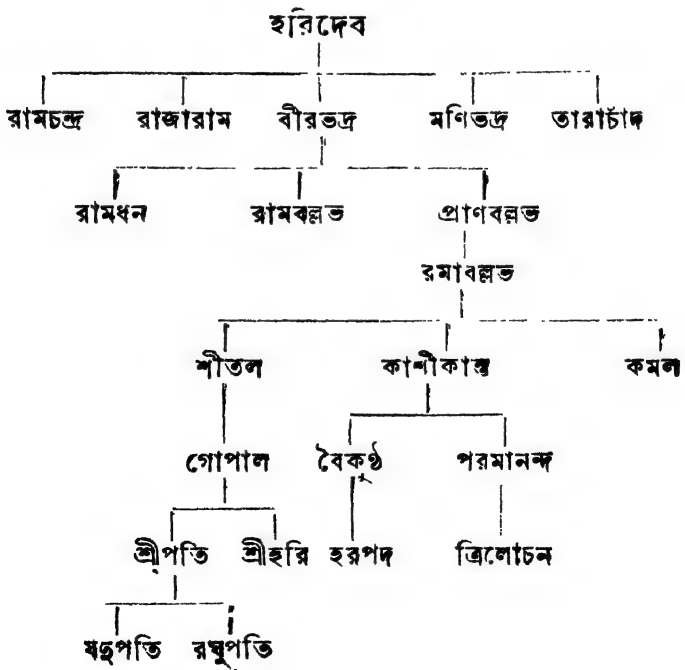 হরিদেব
রামচন্দ্র রাজারাম বীরভদ্র মণিভদ্র তারাচাঁদ
রামধন রামবল্লভ প্রাণবল্লভ
রমাবল্লভ
শীতল কাশীকান্ত কমল
গোপাল বৈকুণ্ঠ পরমানন্দ
শ্রীপতি শ্রীহরি হরপদ ত্রিলোচন
যদুপতি রঘুপতি